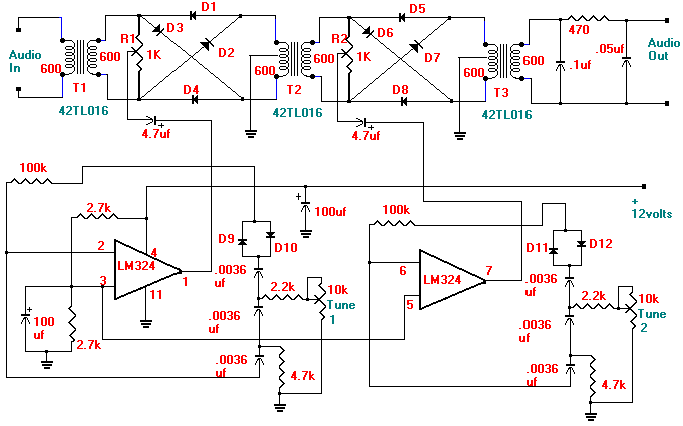 D1
D5
D3
D6
R1
D2
R2
D7
470
Audio
In
1K
1K
.05uf
Audio
Out
600
600
600
600
600
600
.1uf
T1
D4
T2
D8
T3
42TL016
42TL016
42TL016
4.7uf
+
4.7uf
+
100k
2.7k
+
100uf
100k
+
12volts
2
4
D9
D10
D11
D12
LM324
1
6
7
LM324
3
11
5
.0036
uf
2.2k
10k
Tune
1
.0036
uf
2.2k
10k
Tune
2
+
100
uf
2.7k
.0036
uf
.0036
uf
.0036
uf
4.7k
.0036
uf
4.7k